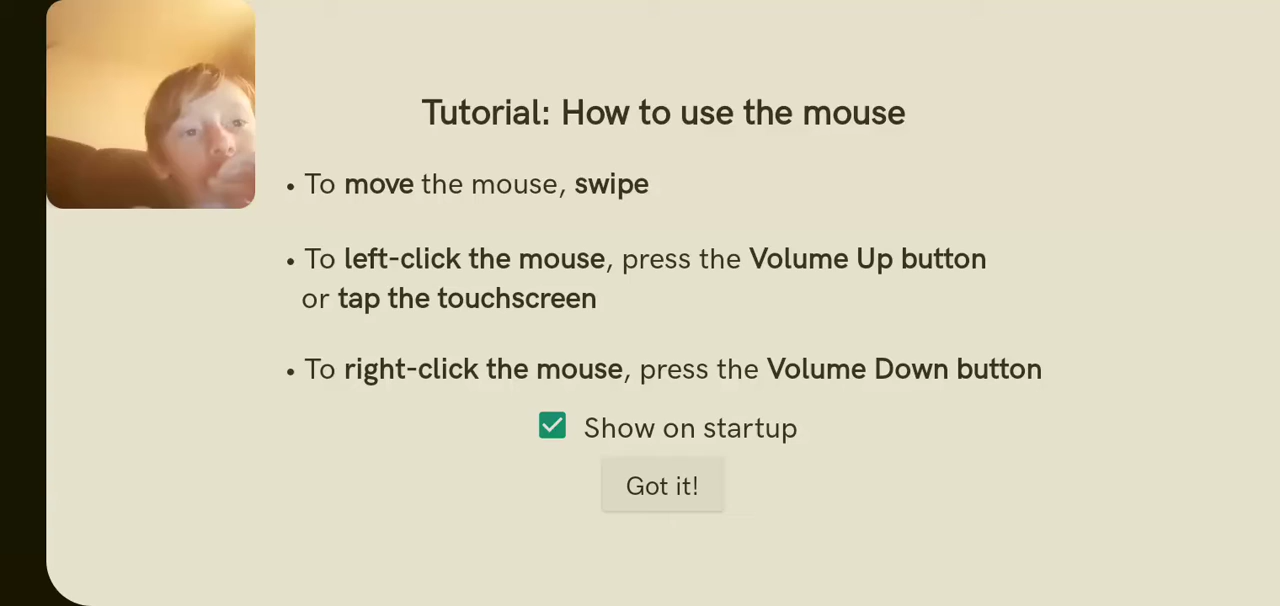 Tutorial: How to use the mouse
• To move the mouse, swipe
• To left-click the mouse, press the Volume Up button
or tap the touchscreen
• To right-click the mouse, press the Volume Down button
Show on startup
Got it!